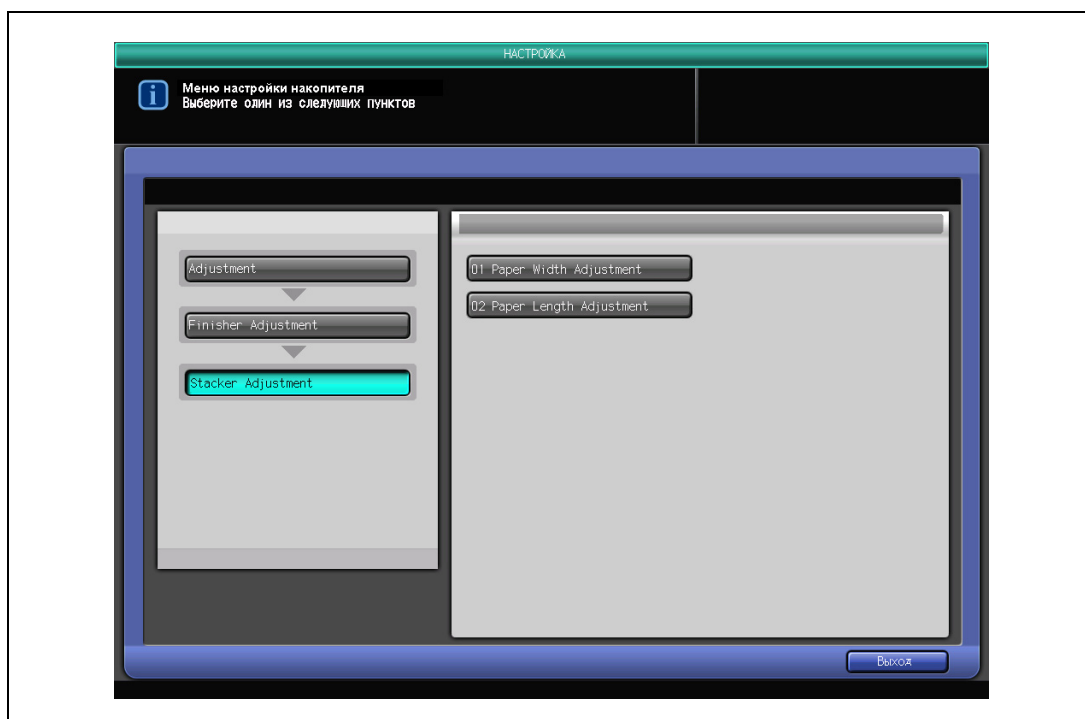 НАСТРОЙКА
Меню настройки накопителя
Выберите один из следующих пунктов
Adjustment
Finisher Adjustment
Stacker Adjustment
01 Paper Width Adjustment
02 Paper Length Adjustment
Выход